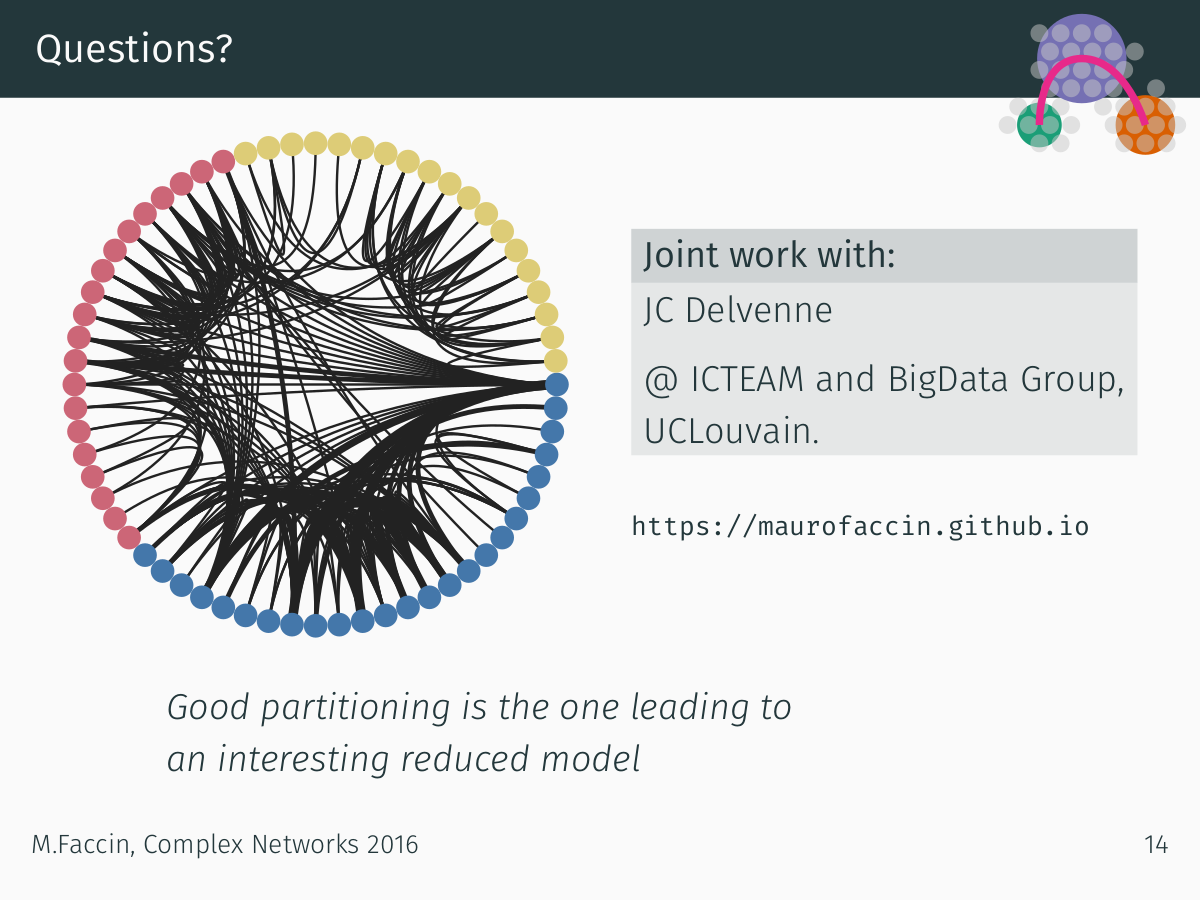 Questions?
Joint work with:
JC Delvenne
@ ICTEAM and BigData Group,
UCLouvain.
https://maurofaccin.github.io
Good partitioning is the one leading to
an interesting reduced model
M.Faccin, Complex Networks 2016
14